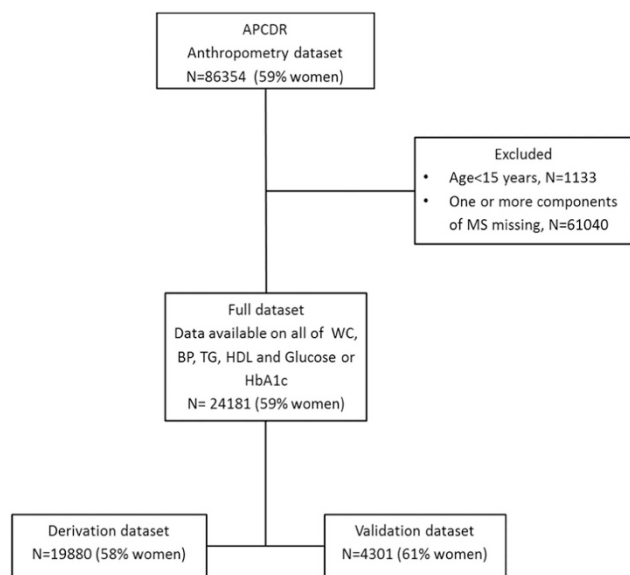 APCDR
Anthropometry dataset
N=86354  (59% women)
Excluded
• Age<15 years, N=1133
• One or more components
of MS missing, N=61040
Full dataset
Data available on all of  WC,
BP, TG, HDL and Glucose or
HbA1c
N= 24181 (59% women)
Derivation dataset
N=19880 (58% women)
Validation dataset
N=4301 (61% women)